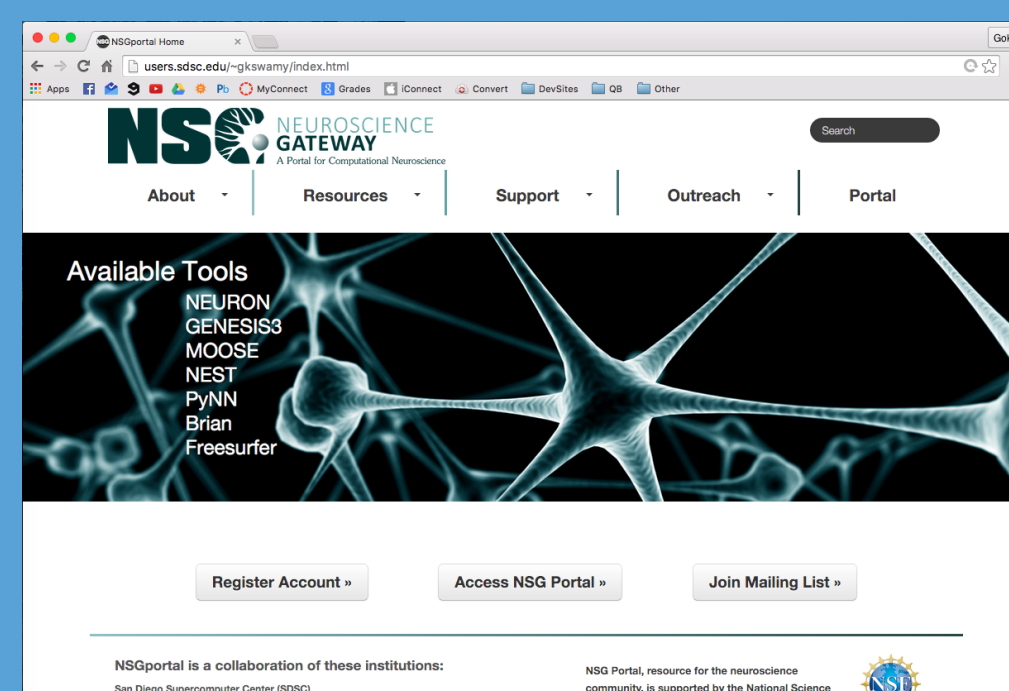 NSGportal Home
users.sdsc.edu/~gkswamy/index.html
Apps
Pb
MyConnect
8 Grades
iConnect
Convert
DevSites
QB
Other
NSG NEUROSCIENCE
GATEWAY
A Portal for Computational Neuroscience
Search
About
Resources
Support
Outreach
Portal
Available Tools
NEURON
GENESIS3
MOOSE
NEST
PyNN
Brian
Freesurfer
Register Account »
Access NSG Portal »
Join Mailing List »
NSGportal is a collaboration of these institutions:
San Diego Supercomputer Center (SDSC)
NSG Portal, resource for the neuroscience
community, is supported by the National Science
NSF